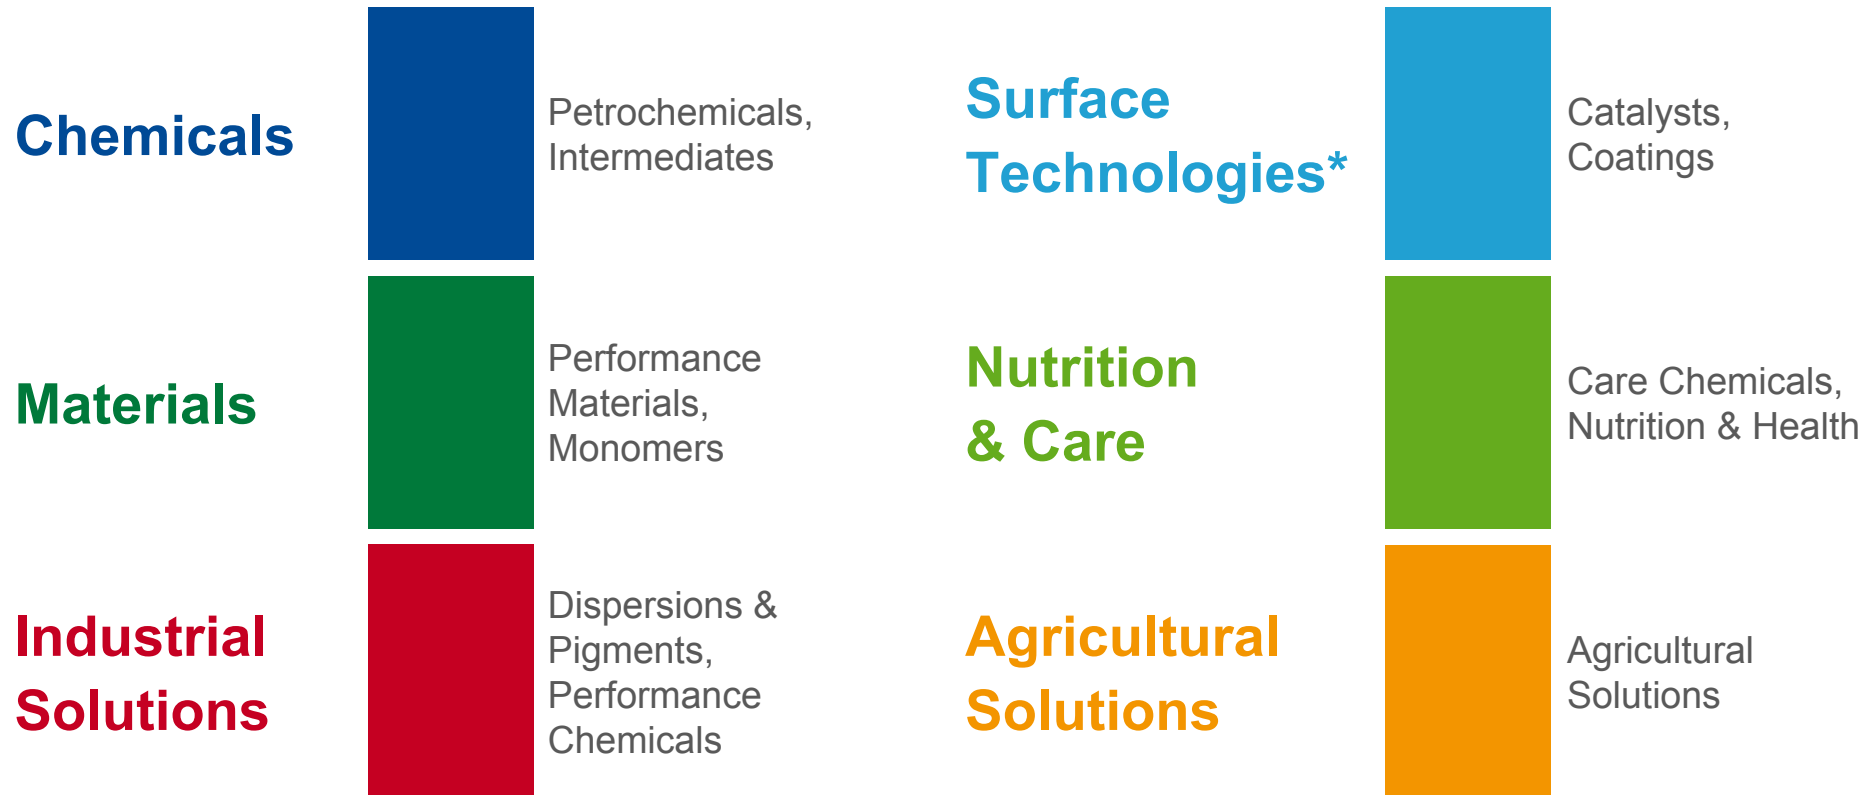 Chemicals
Petrochemicals,
Intermediates
Materials
Performance
Materials,
Monomers
Industrial
Solutions
Dispersions &
Pigments,
Performance
Chemicals
Surface
Technologies*
Catalysts,
Coatings
Nutrition
& Care
Care Chemicals,
Nutrition & Health
Agricultural
Solutions
Agricultural
Solutions